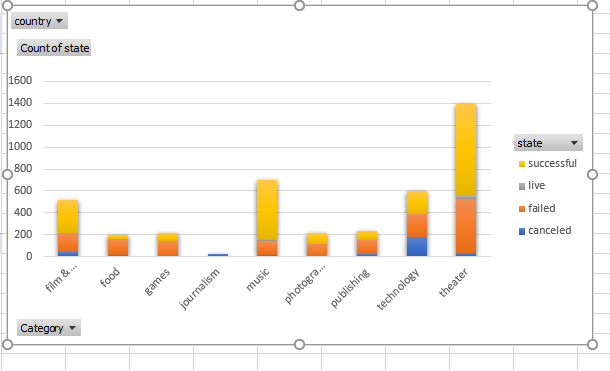 country
Count of state
1600
1400
1200
1000
800
600
400
200
0
film &...
food
games
journalism
music
photogra...
publishing
technology
theater
state
successful
live
failed
canceled
Category